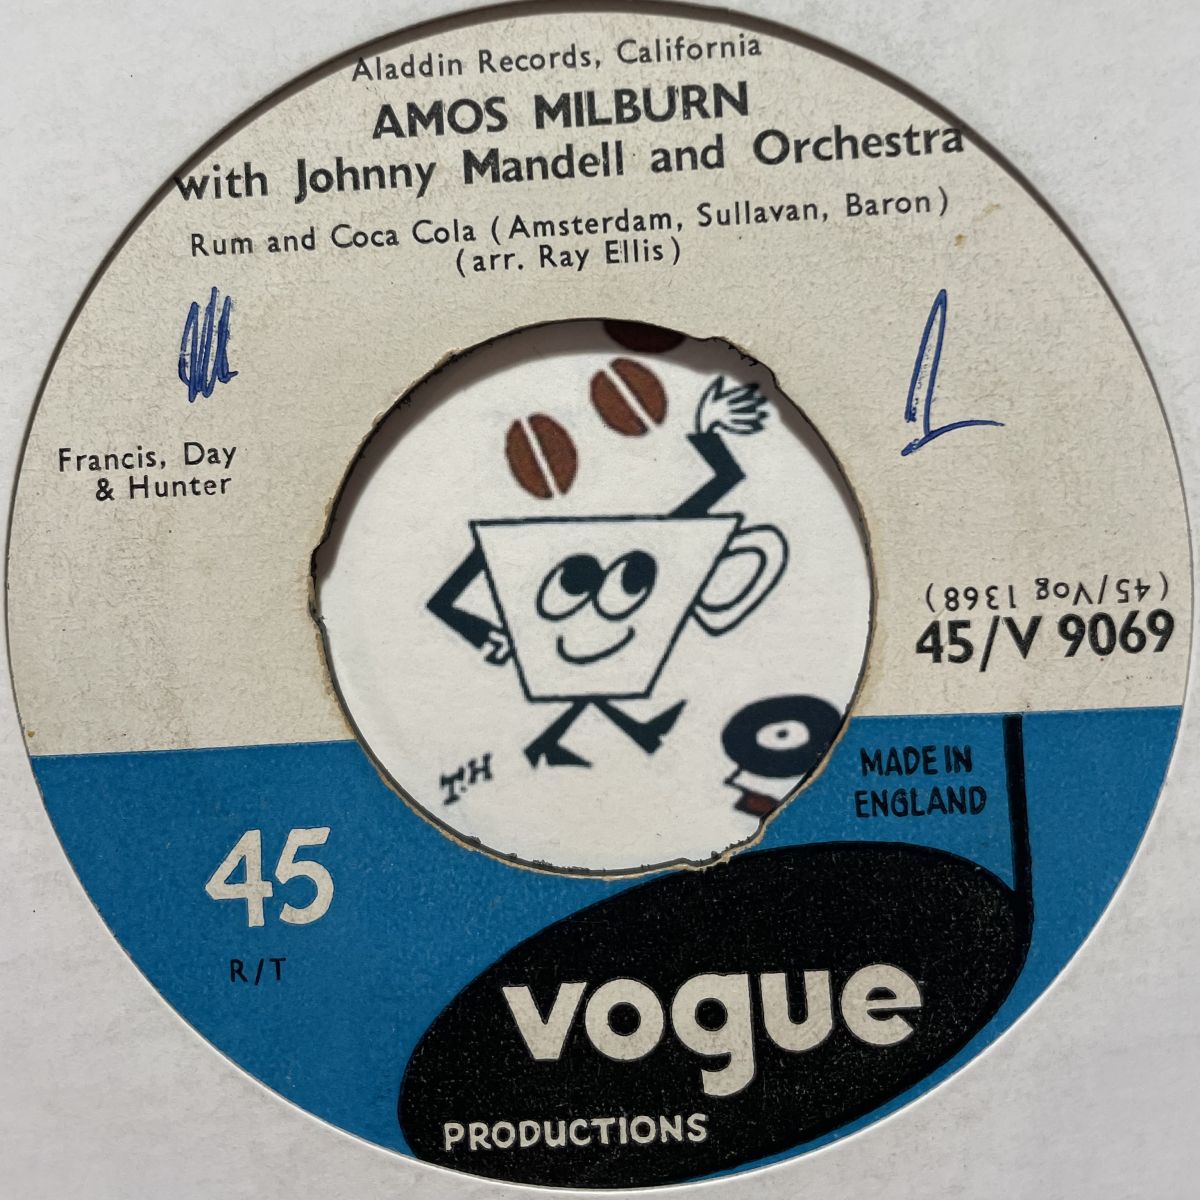 Aladdin Records, California
AMOS MILBURN
with Johnny Mandell and Orchestra
Rum and Coca Cola (Amsterdam, Sullavan, Baron)
(arr. Ray Ellis)
Francis, Day
& Hunter
(45/Vog 1368)
45/V 9069
T.H
MADE IN
ENGLAND
45
R/T
vogue
PRODUCTIONS